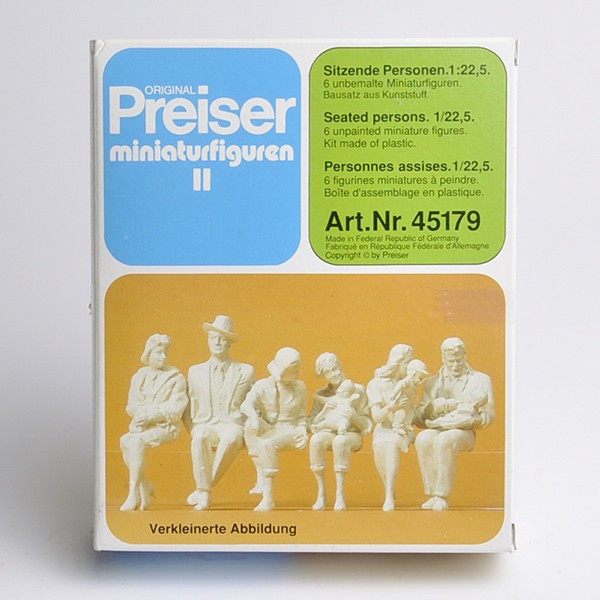 ORIGINAL
Preiser
miniaturfiguren
II
Sitzende Personen.1:22,5.
6 unbemalte Miniaturfiguren.
Bausatz aus Kunststoff.
Seated persons. 1/22,5.
6 unpainted miniature figures.
Kit made of plastic.
Personnes assises.1/22,5.
6 figurines miniatures à peindre.
Boîte d'assemblage en plastique.
Art.Nr. 45179
Made in Federal Republic of Germany
Fabriqué en République Fédérale d'Allemagne
Copyright © by Preiser
Verkleinerte Abbildung